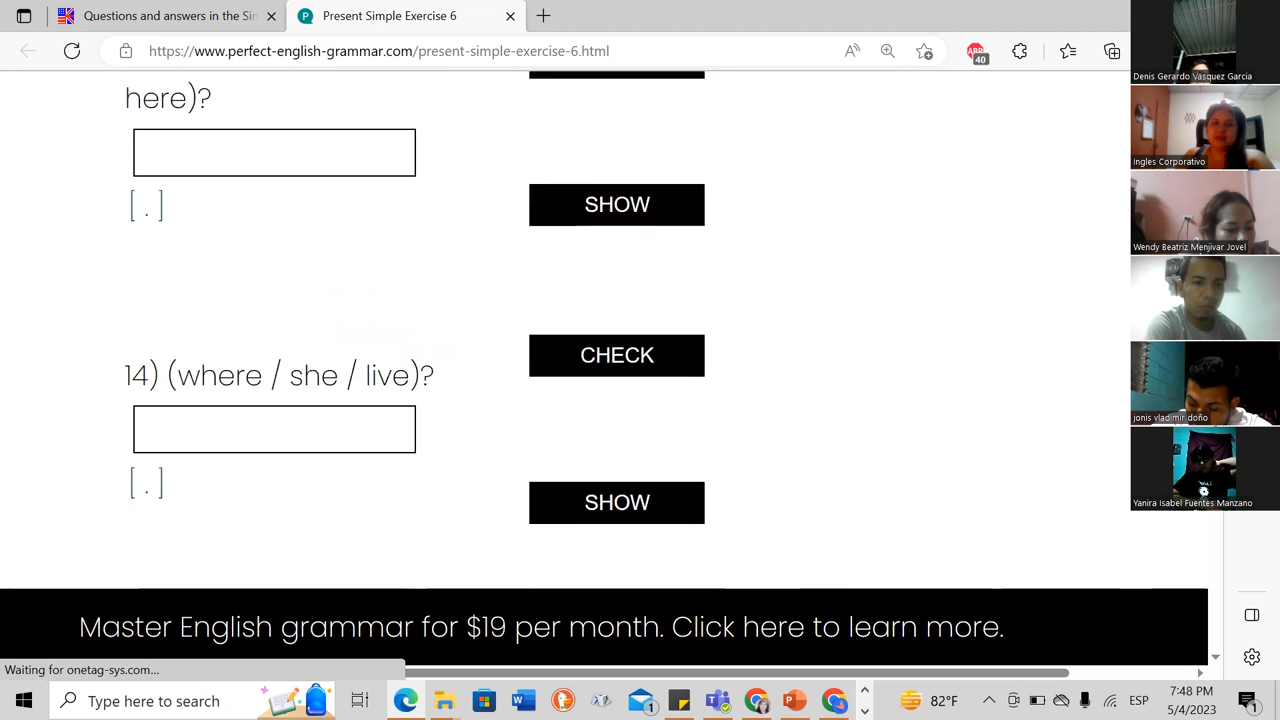 Questions and answers in the Sin
Present Simple Exercise 6
https://www.perfect-english-grammar.com/present-simple-exercise-6.html
40
here)?
[ . ]
SHOW
CHECK
14) (where / she / live)?
[ . ]
SHOW
Master English grammar for $19 per month. Click here to learn more.
Waiting for onetag-sys.com...
Type here to search
1
82°F
ESP
7:48 PM
5/4/2023
1
Denis Gerardo Vasquez Garcia
Ingles Corporativo
Wendy Beatriz Menjivar Jovel
jonis vladimir doño
Yanira Isabel Fuentes Manzano